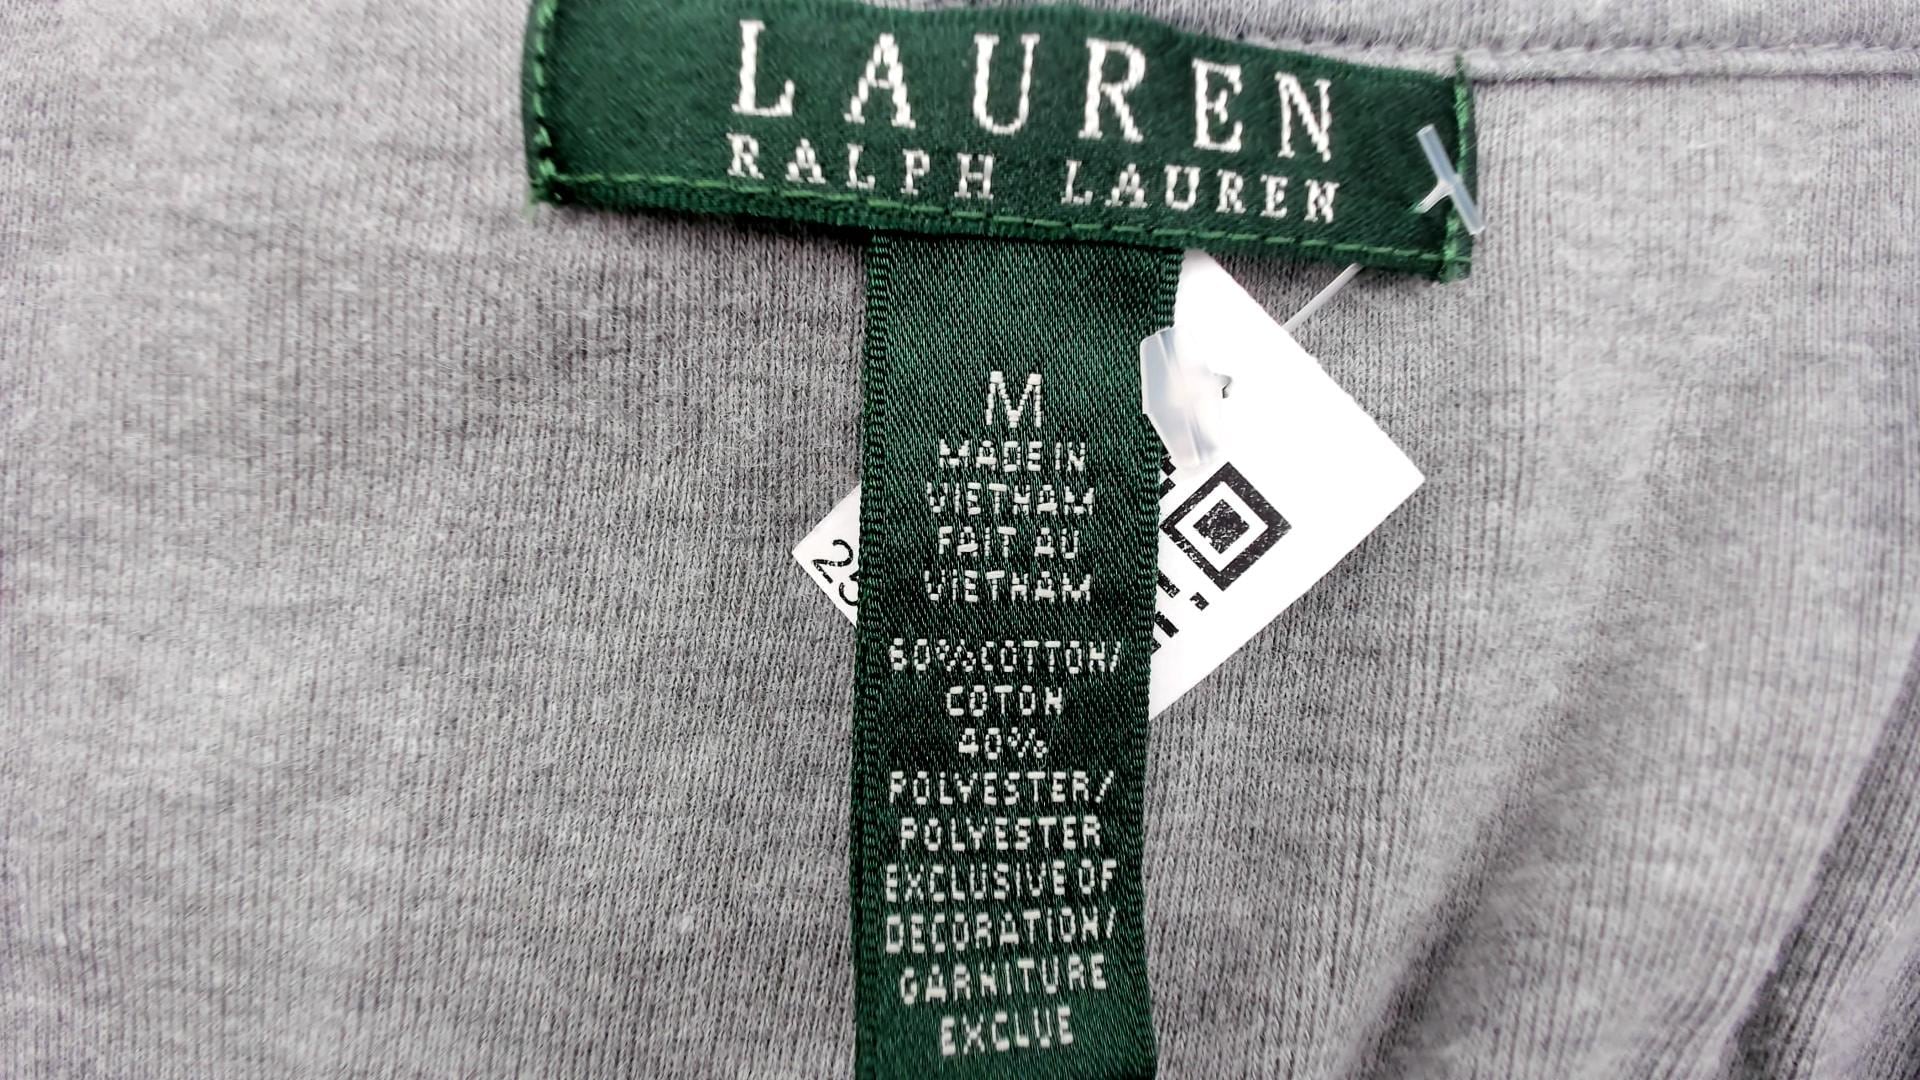 LAUREN
RALPH LAUREN
M
MADE IN
VIETNAM
FAIT AU
VIETNAM
60% COTTON/
COTON
40%
POLYESTER/
POLYESTER
EXCLUSIVE OF
DECORATION/
GARNITURE
EXCLUE
25